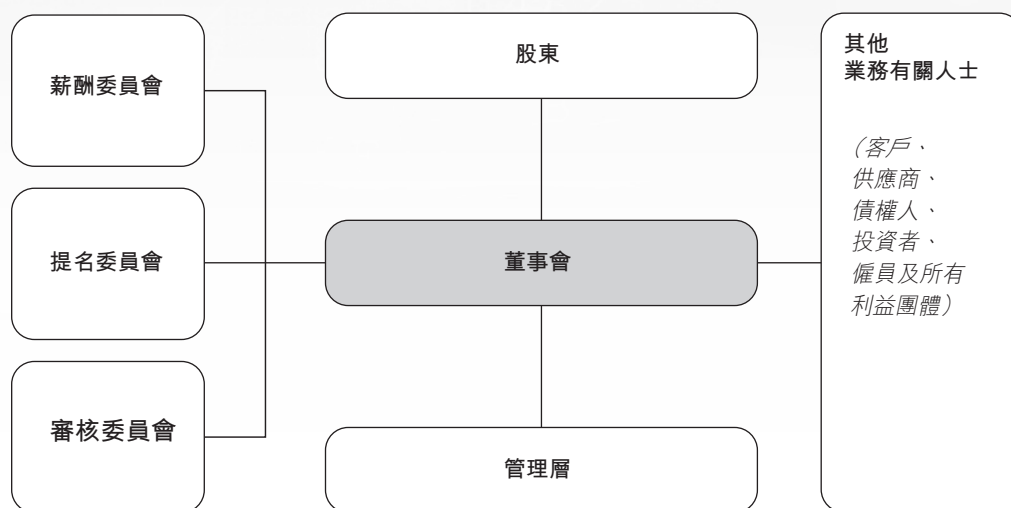 薪酬委員會
提名委員會
審核委員會
股東
董事會
管理層
其他
業務有關人士
（客戶、
供應商、
債權人、
投資者、
僱員及所有
利益團體）